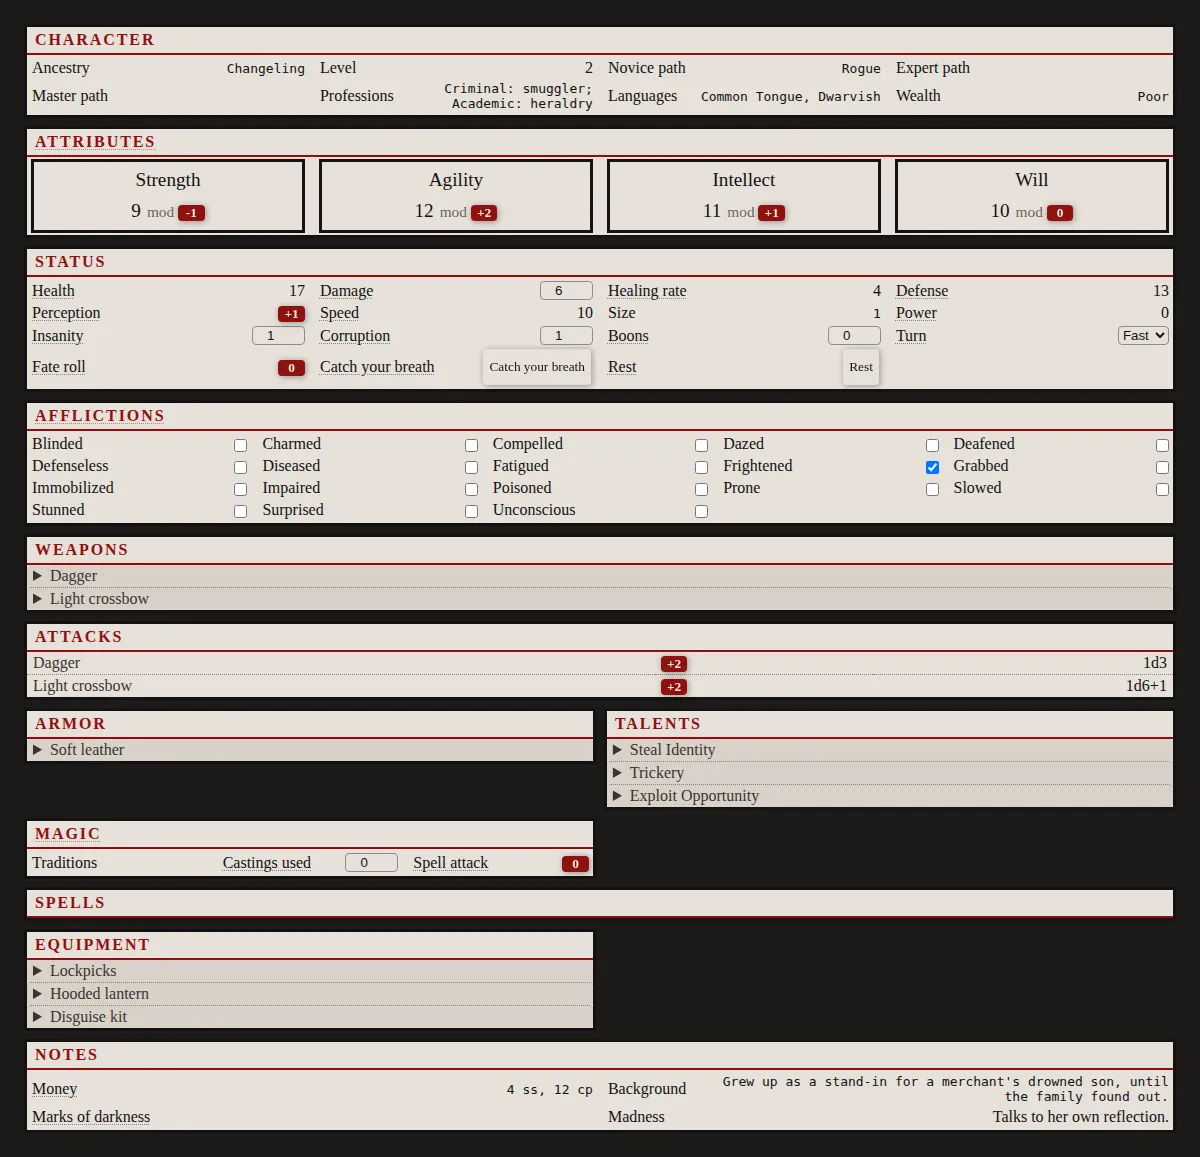 CHARACTER
Ancestry Changeling Level 2 Novice path Rogue Expert path
Master path Professions Criminal: smuggler; Academic: heraldry Languages Common Tongue, Dwarvish Wealth Poor
ATTRIBUTES
Strength Agility Intellect Will
9 mod -1 12 mod +2 11 mod +1 10 mod 0
STATUS
Health 17 Damage 6 Healing rate 4 Defense 13
Perception +1 Speed 10 Size 1 Power 0
Insanity 1 Corruption 1 Boons 0 Turn Fast
Fate roll 0 Catch your breath Catch your breath Rest Rest
AFFLICTIONS
Blinded Charmed Compelled Dazed Deafened
Defenseless Diseased Fatigued Frightened Grabbed
Immobilized Impaired Poisoned Prone Slowed
Stunned Surprised Unconscious
WEAPONS
Dagger
Light crossbow
ATTACKS
Dagger +2 1d3
Light crossbow +2 1d6+1
ARMOR
Soft leather
TALENTS
Steal Identity
Trickery
Exploit Opportunity
MAGIC
Traditions Castings used 0 Spell attack 0
SPELLS
EQUIPMENT
Lockpicks
Hooded lantern
Disguise kit
NOTES
Money 4 ss, 12 cp Background Grew up as a stand-in for a merchant's drowned son, until
the family found out.
Marks of darkness Madness Talks to her own reflection.